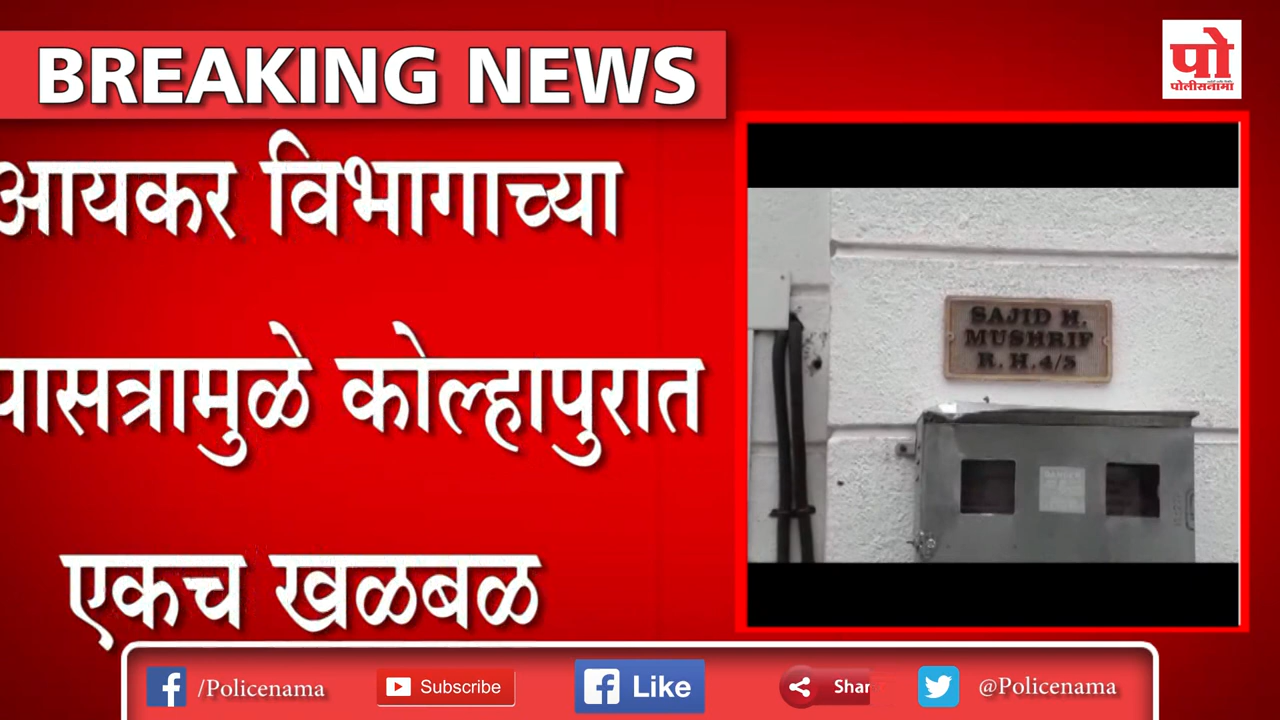 BREAKING NEWS
पो
पोलीसनामा
आयकर विभागाच्या
पासत्रामुळे कोल्हापुरात
एकच खळबळ
SAJID H.
MUSHRIF
R. H. 4/5
/Policenama
Subscribe
Like
Shar
@Policenama